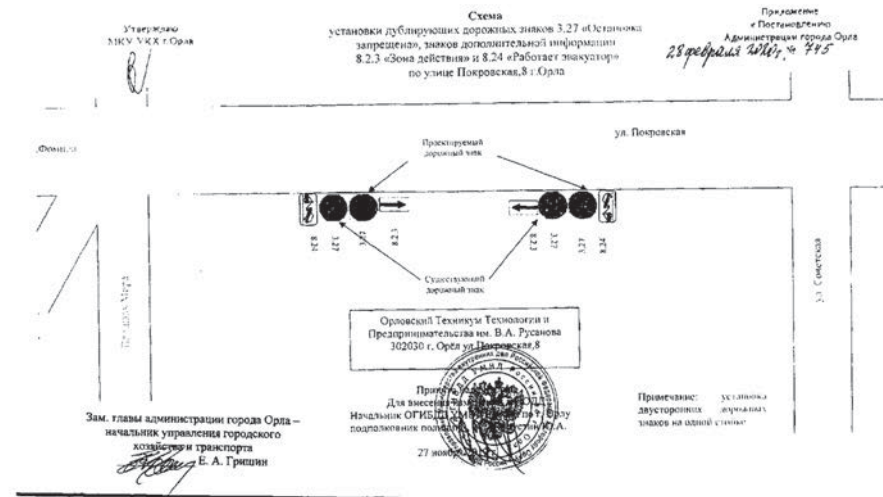 Утверждаю
МКУ УКХ г.Орла
Схема
установки дублирующих дорожных знаков 3.27 «Остановка
запрещена», знаков дополнительной информации
8.2.3 «Зона действия» и 8.24 «Работает эвакуатор»
по улице Покровская,8 г.Орла
Приложение
к Постановлению
Администрации города Орла
28 февраля 2020г. № 745
ул. Покровская
Проектируемый
дорожный знак
8.24
3.27
8.2.3
8.2.3
3.27
3.27
8.24
Существующий
дорожный знак
ул. Советская
Орловский Техникум Технологии и
Предпринимательства им. В.А. Русанова
302030 г. Орёл ул.Покровская,8
Для
Начальник
подполковник
27
Примечание: установка
двусторонних дорожных
знаков на одной стойке
Зам. главы администрации города Орла –
начальник управления городского
хозяйства и транспорта
Е. А. Гришин